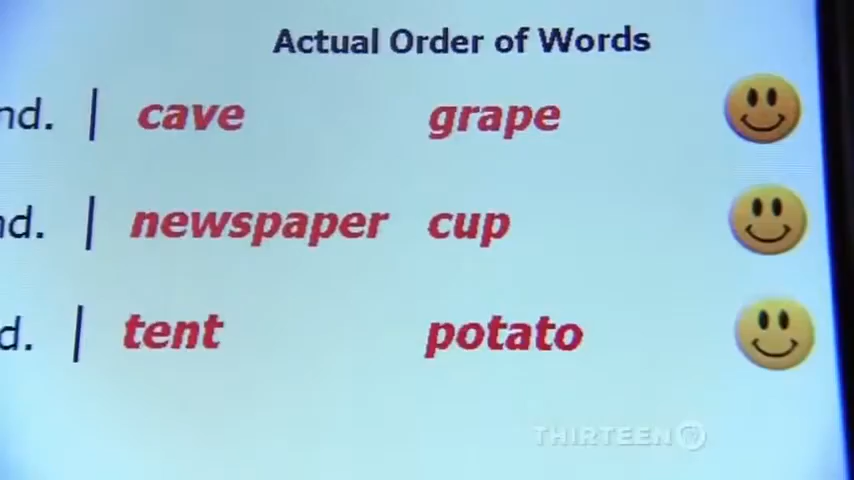 Actual Order of Words
nd. | cave grape
nd. | newspaper cup
d. | tent potato
THIRTEEN